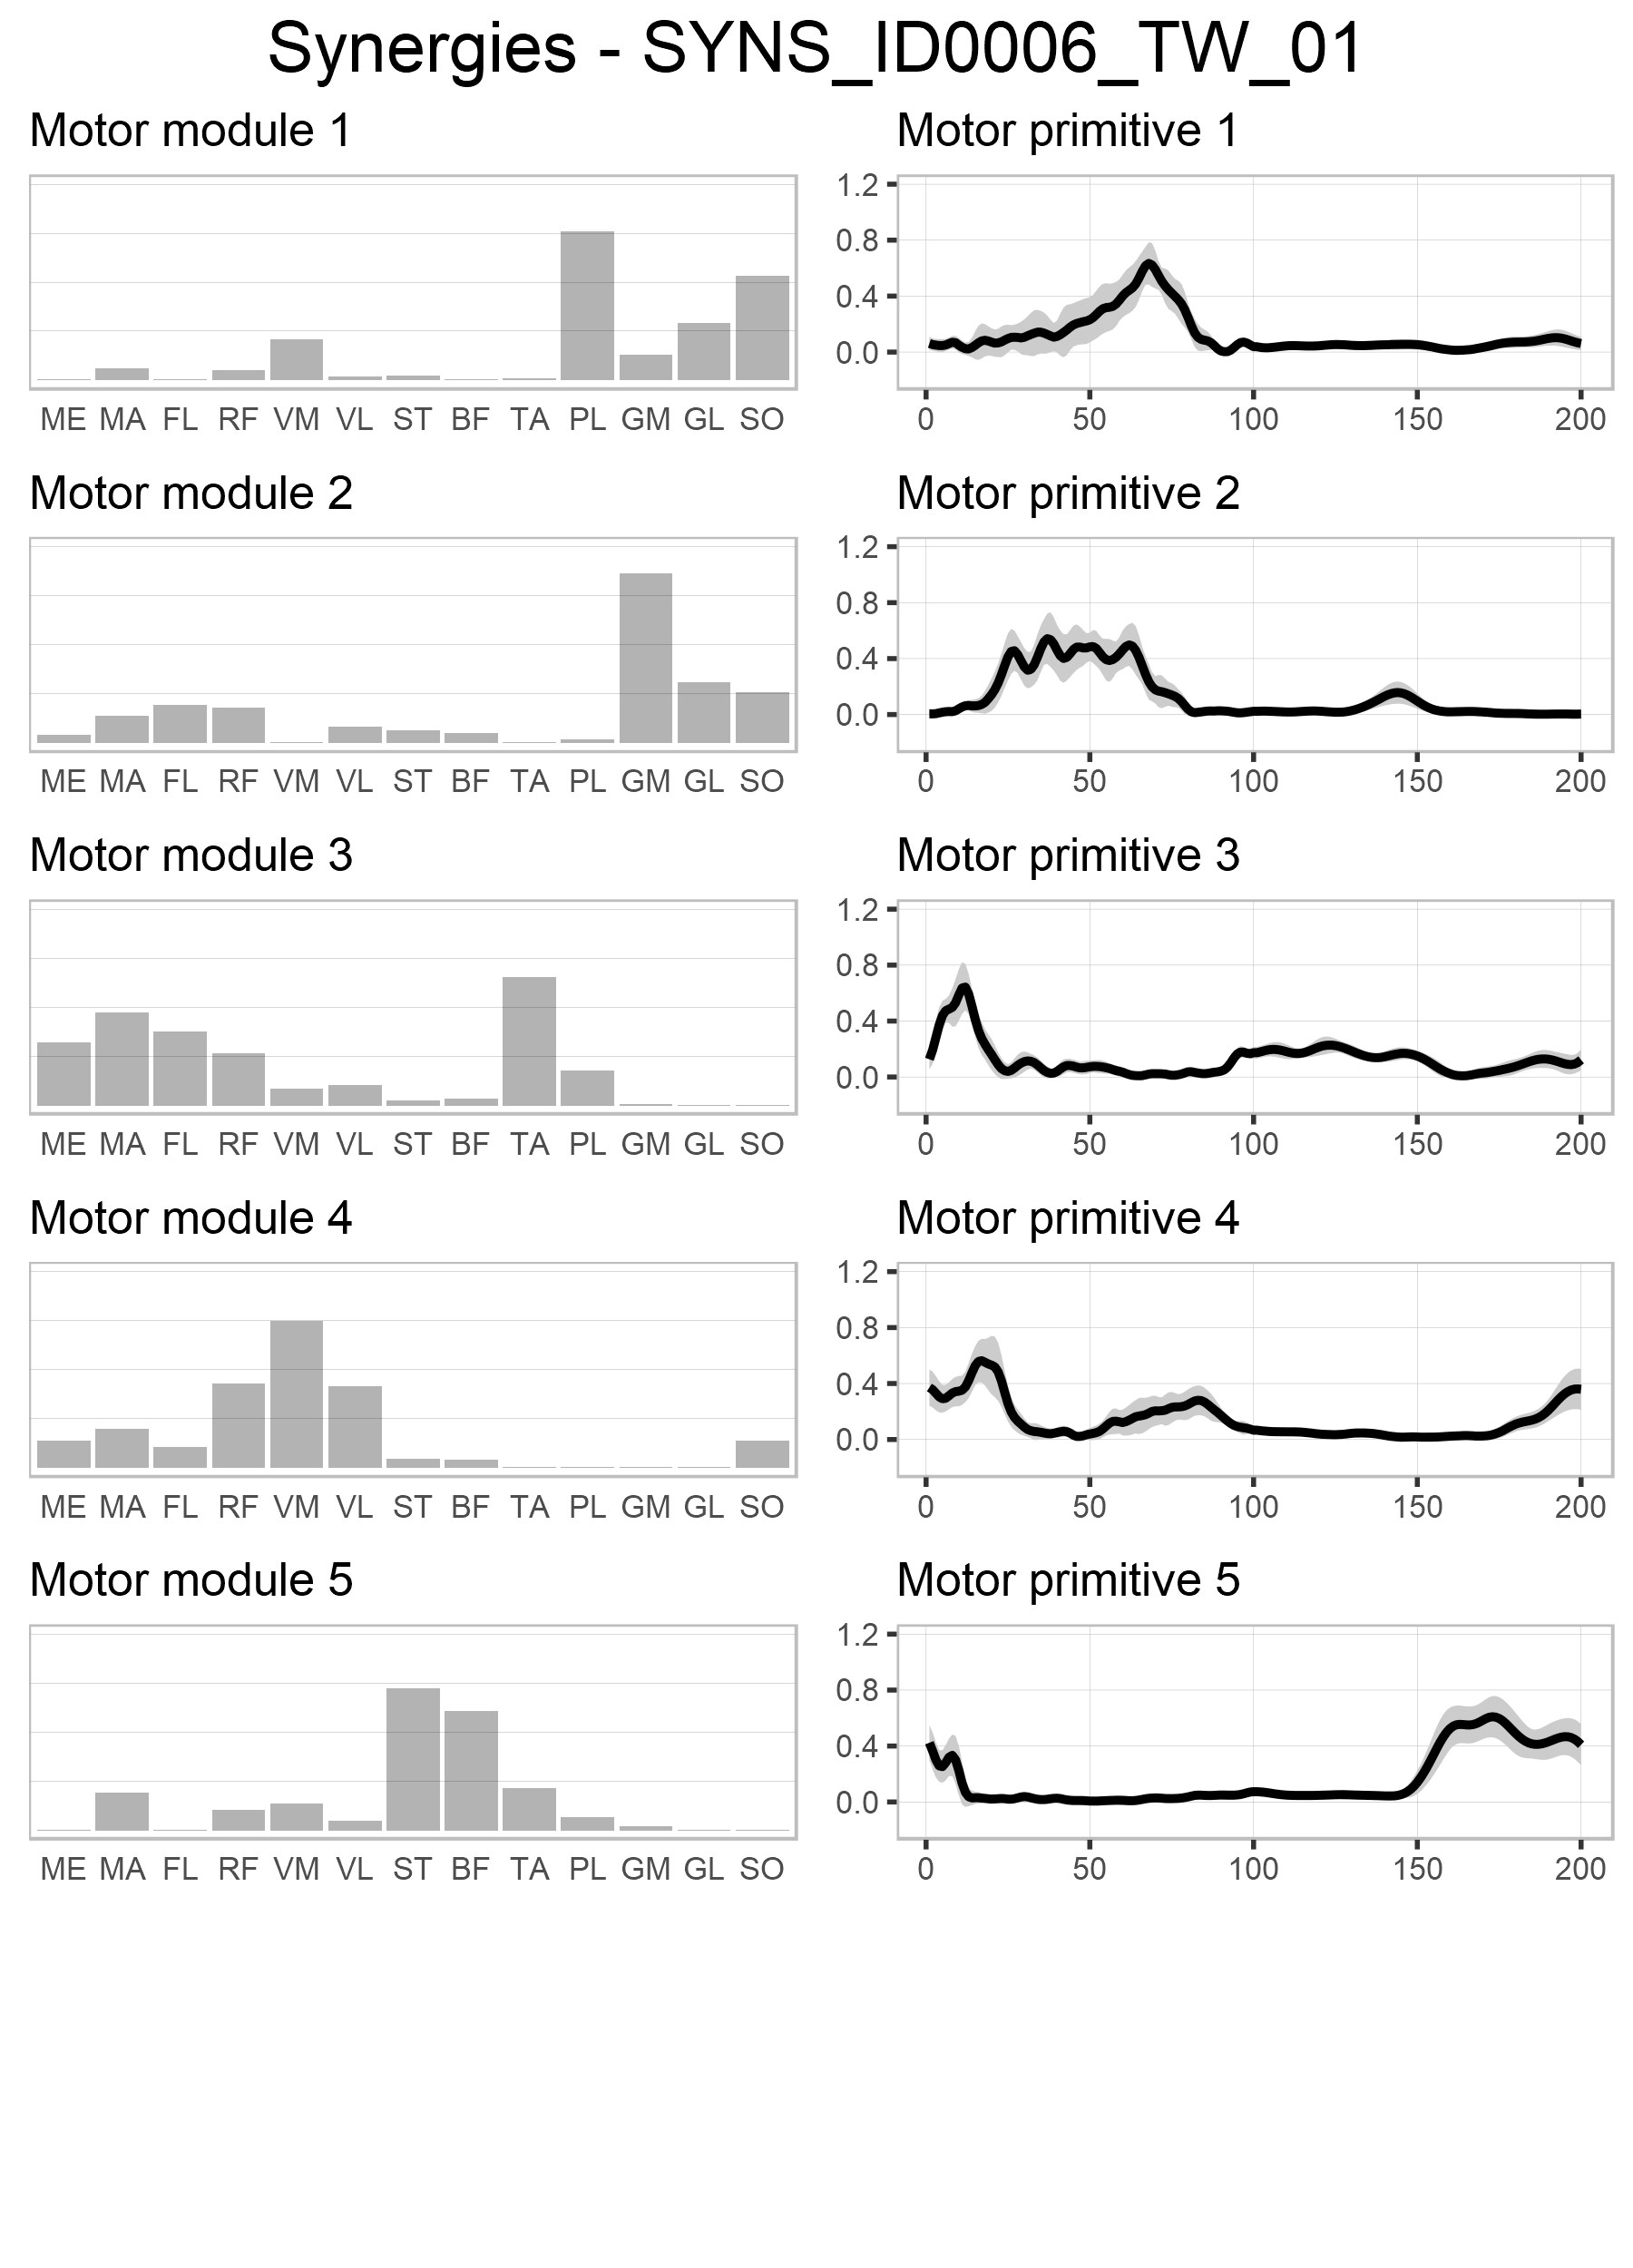 Synergies - SYNS_ID0006_TW_01
Motor module 1
Motor primitive 1
1.2
0.8
0.4
0.0
ME MA FL RF VM VL ST BF TA PL GM GL SO
0 50 100 150 200
Motor module 2
Motor primitive 2
1.2
0.8
0.4
0.0
ME MA FL RF VM VL ST BF TA PL GM GL SO
0 50 100 150 200
Motor module 3
Motor primitive 3
1.2
0.8
0.4
0.0
ME MA FL RF VM VL ST BF TA PL GM GL SO
0 50 100 150 200
Motor module 4
Motor primitive 4
1.2
0.8
0.4
0.0
ME MA FL RF VM VL ST BF TA PL GM GL SO
0 50 100 150 200
Motor module 5
Motor primitive 5
1.2
0.8
0.4
0.0
ME MA FL RF VM VL ST BF TA PL GM GL SO
0 50 100 150 200